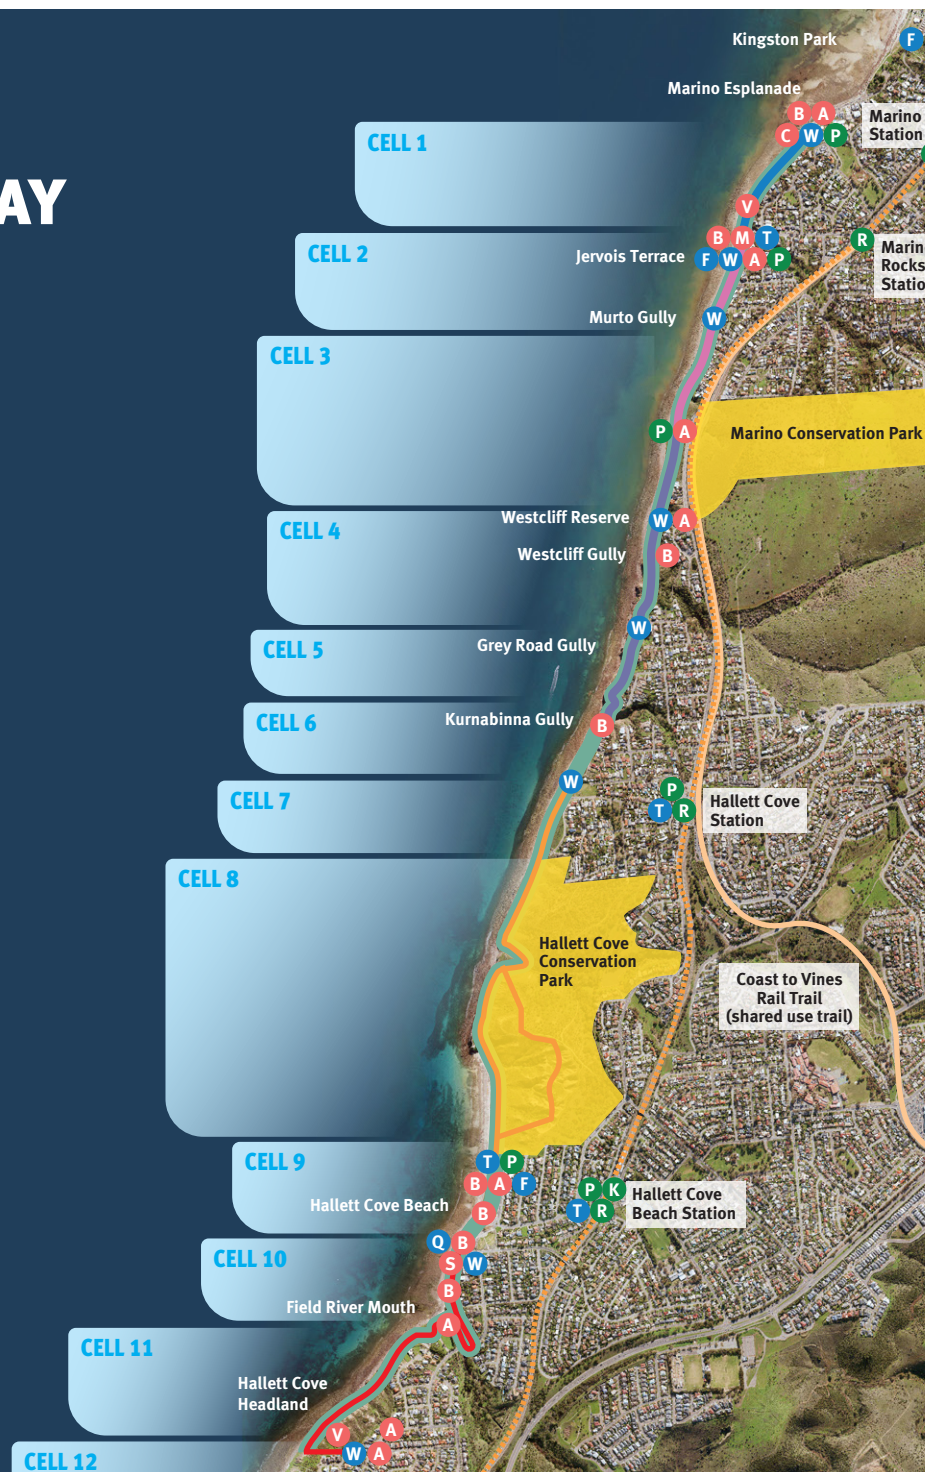 Kingston Park
F
Marino Esplanade
B A
C W P
Marino
Station
CELL 1
AY
V
B M T
R
CELL 2
Jervois Terrace
F W A P
Marin
Rocks
Statio
Murto Gully
W
CELL 3
P A
Marino Conservation Park
Westcliff Reserve
W A
CELL 4
Westcliff Gully
B
W
Grey Road Gully
CELL 5
Kurnabinna Gully
B
CELL 6
W
P
T R
Hallett Cove
Station
CELL 7
CELL 8
Hallett Cove
Conservation
Park
Coast to Vines
Rail Trail
(shared use trail)
CELL 9
T P
B A F
P K
T R
Hallett Cove
Beach Station
Hallett Cove Beach
B
Q B
CELL 10
S W
B
Field River Mouth
A
CELL 11
Hallett Cove
Headland
V
A
W A
CELL 12